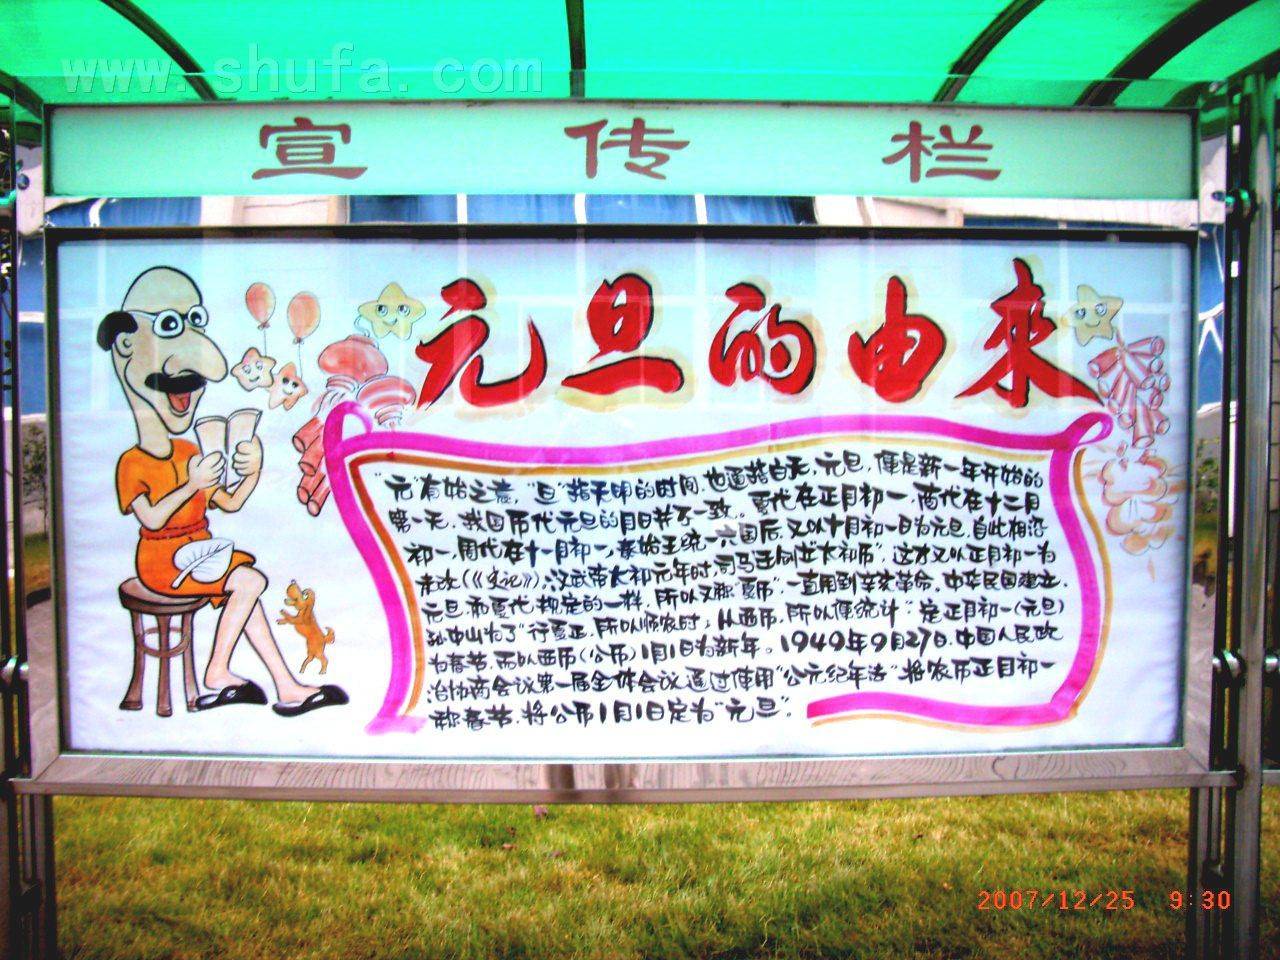 www.shufa.com
宣传栏
元旦的由来
"元"有始之意,"旦"指天明的时间,也通指白天,元旦,便是新一年开始的
第一天。我国历代元旦的月日并不一致。夏代在正月初一,商代在十二月
初一,周代在十一月初一,秦始王统一六国后,又以十月初一日为元旦,自此相沿
未改(《史记》),汉武帝太初元年时,司马迁创立"太初历",这才又以正月初一为
元旦,和夏代规定的一样,所以又称"夏历",一直用到辛亥革命。中华民国建立,
孙中山为了"行夏正,所以顺农时;从西历,所以便统计",定正月初一(元旦)
为春节,而以西历(公历)1月1日为新年。1949年9月27日,中国人民政
治协商会议第一届全体会议通过使用"公元纪年法",将农历正月初一
称春节,将公历1月1日定为"元旦"。
2007/12/25 9:30